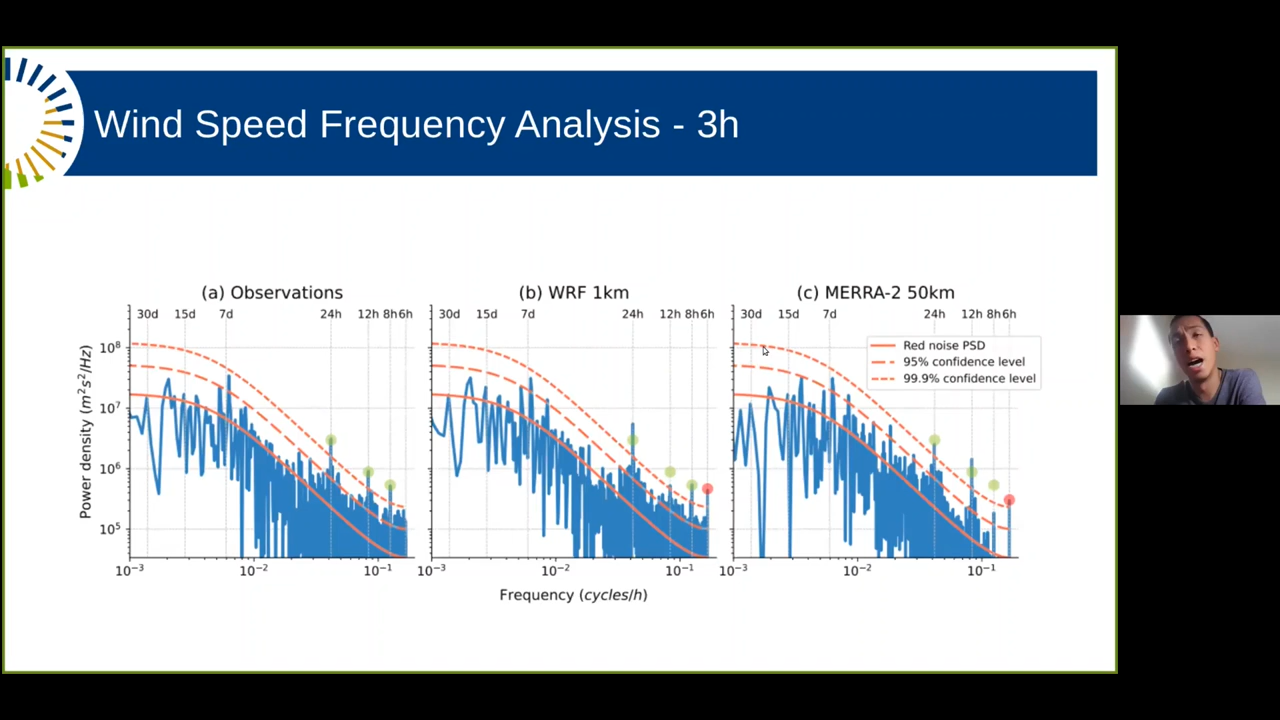 Wind Speed Frequency Analysis - 3h
(a) Observations
30d 15d 7d 24h 12h 8h 6h
(b) WRF 1km
30d 15d 7d 24h 12h 8h 6h
(c) MERRA-2 50km
30d 15d 7d 24h 12h 8h 6h
Red noise PSD
95% confidence level
99.9% confidence level
Power density (m²s²/Hz)
10⁸
10⁷
10⁶
10⁵
10⁻³ 10⁻² 10⁻¹
10⁻³ 10⁻² 10⁻¹
10⁻³ 10⁻² 10⁻¹
Frequency (cycles/h)